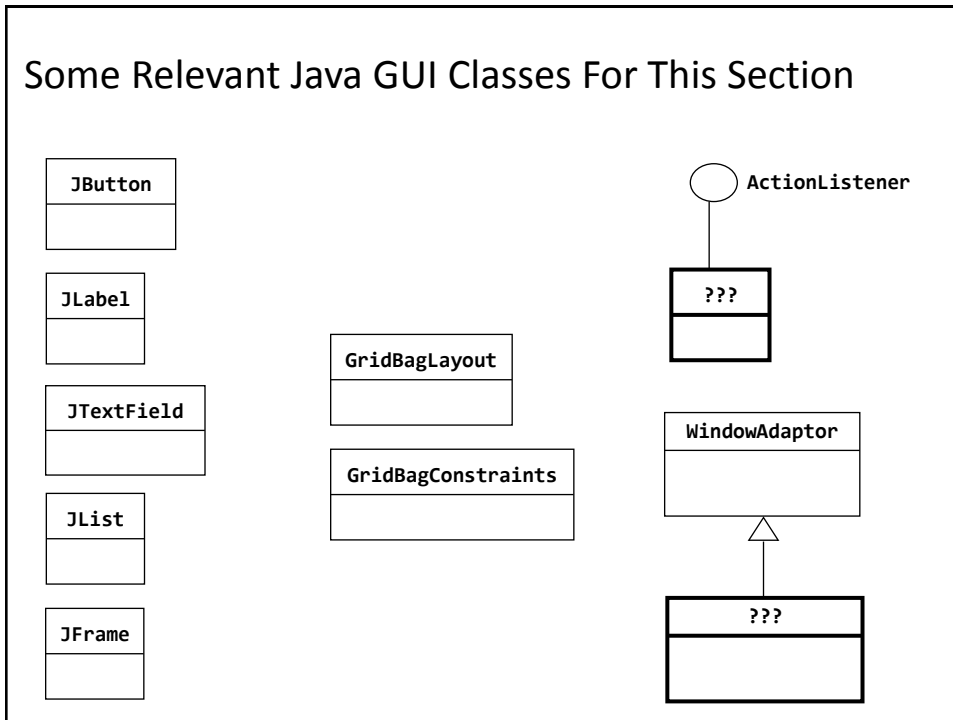 Some Relevant Java GUI Classes For This Section
JButton
JLabel
JTextField
JList
JFrame
GridBagLayout
GridBagConstraints
ActionListener
???
WindowAdaptor
???